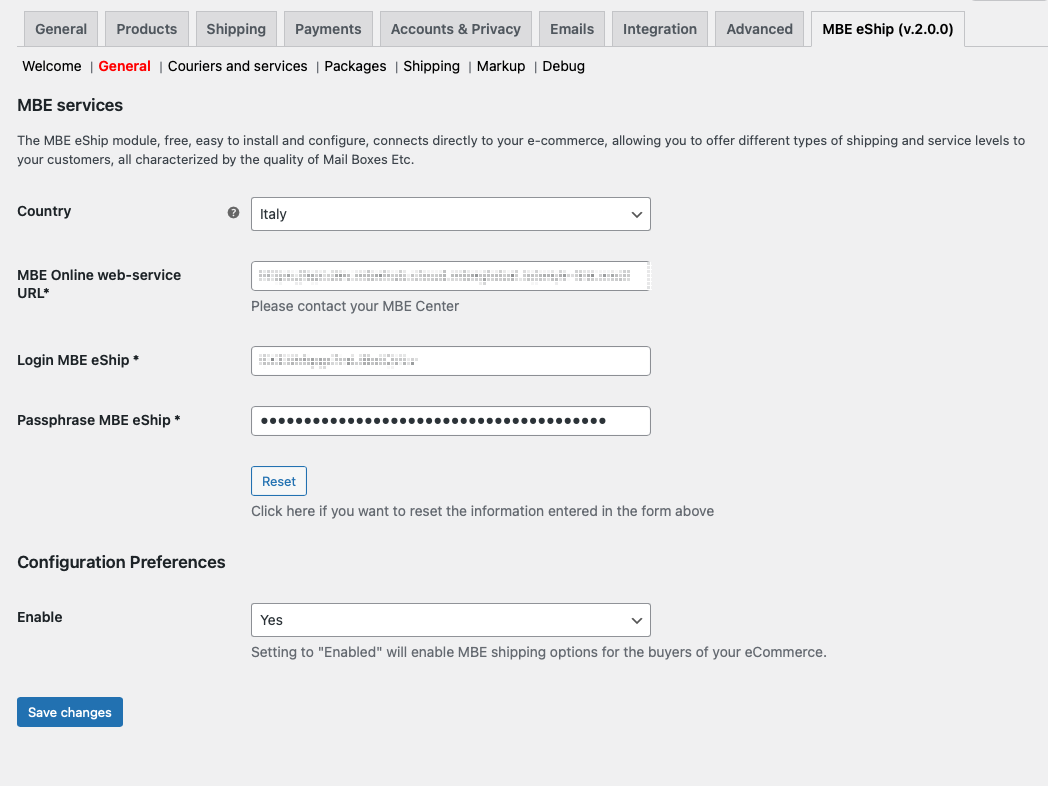 General Products Shipping Payments Accounts & Privacy Emails Integration Advanced MBE eShip (v.2.0.0)
Welcome | General | Couriers and services | Packages | Shipping | Markup | Debug
MBE services
The MBE eShip module, free, easy to install and configure, connects directly to your e-commerce, allowing you to offer different types of shipping and service levels to
your customers, all characterized by the quality of Mail Boxes Etc.
Country ? Italy
MBE Online web-service
URL*
Please contact your MBE Center
Login MBE eShip *
Passphrase MBE eShip *
Reset
Click here if you want to reset the information entered in the form above
Configuration Preferences
Enable Yes
Setting to "Enabled" will enable MBE shipping options for the buyers of your eCommerce.
Save changes